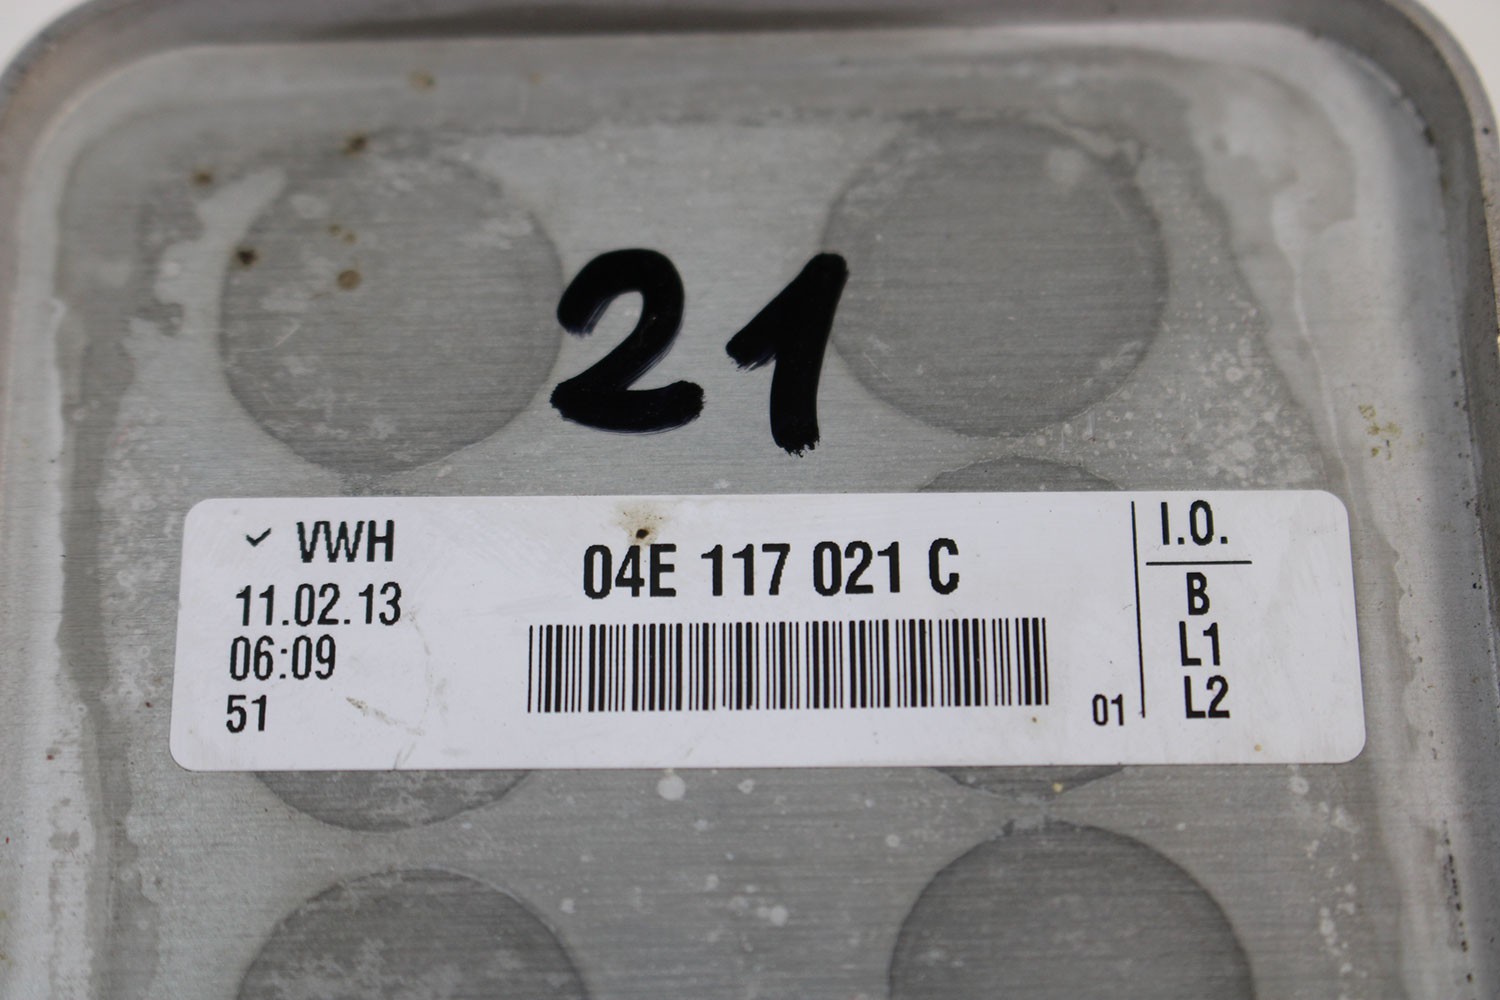 21
VWH
11.02.13
06:09
51
04E 117 021 C
01
I.O.
B
L1
L2